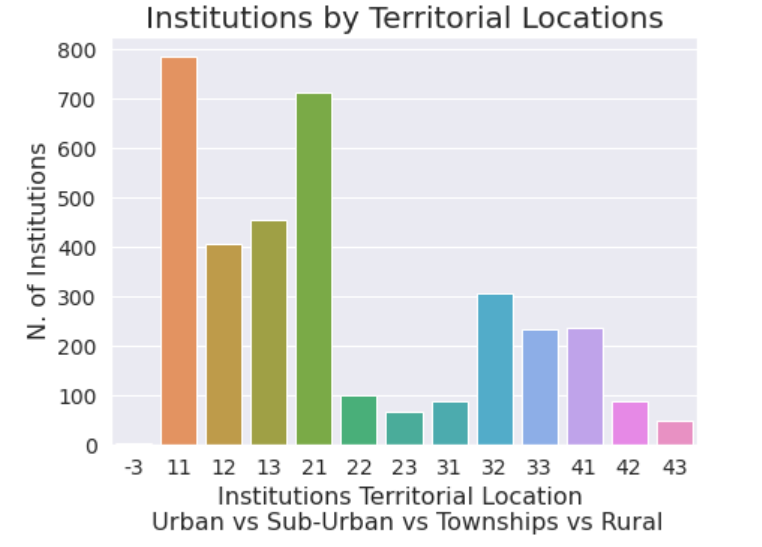 Institutions by Territorial Locations
800
700
600
500
400
300
200
100
0
N. of Institutions
-3 11 12 13 21 22 23 31 32 33 41 42 43
Institutions Territorial Location
Urban vs Sub-Urban vs Townships vs Rural